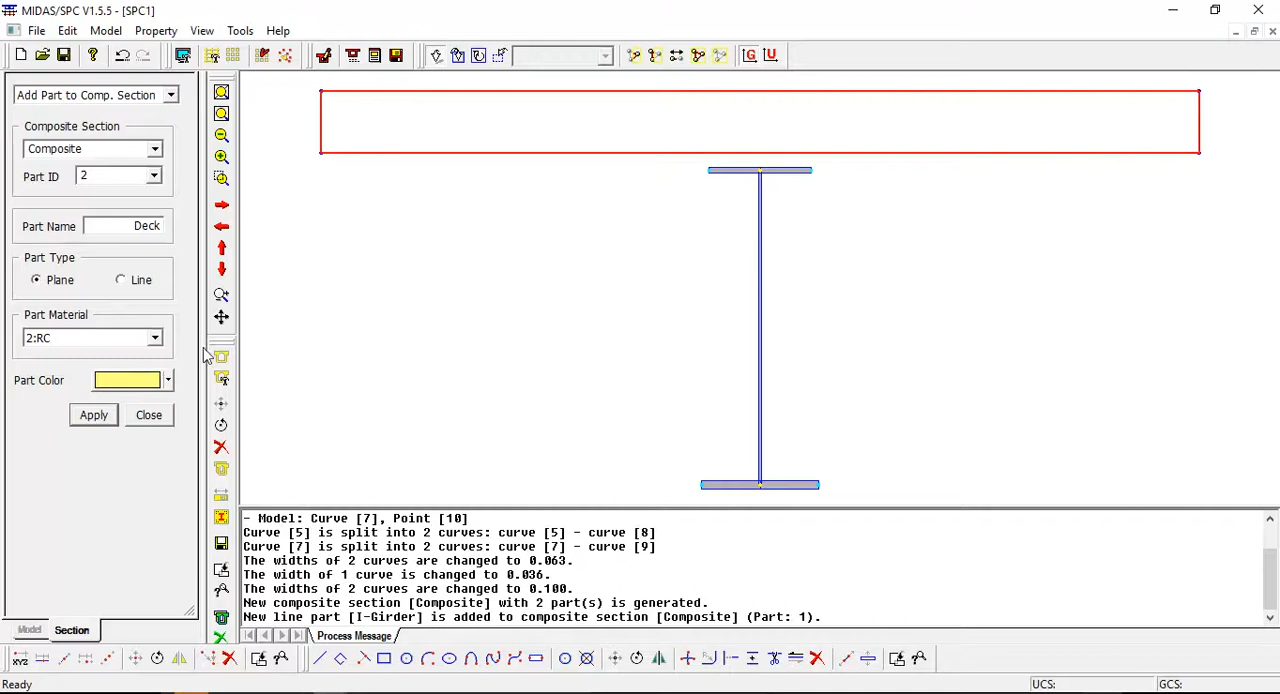 MIDAS/SPC V1.5.5 - [SPC1]
File Edit Model Property View Tools Help
G U
Add Part to Comp. Section
Composite Section
Composite
Part ID 2
Part Name Deck
Part Type
Plane Line
Part Material
2:RC
Part Color
Apply Close
- Model: Curve [7], Point [10]
Curve [5] is split into 2 curves: curve [5] - curve [8]
Curve [7] is split into 2 curves: curve [7] - curve [9]
The widths of 2 curves are changed to 0.063.
The width of 1 curve is changed to 0.036.
The widths of 2 curves are changed to 0.100.
New composite section [Composite] with 2 part(s) is generated.
New line part [I-Girder] is added to composite section [Composite] (Part: 1).
Model Section
Process Message
XYZ
Ready
UCS: GCS: